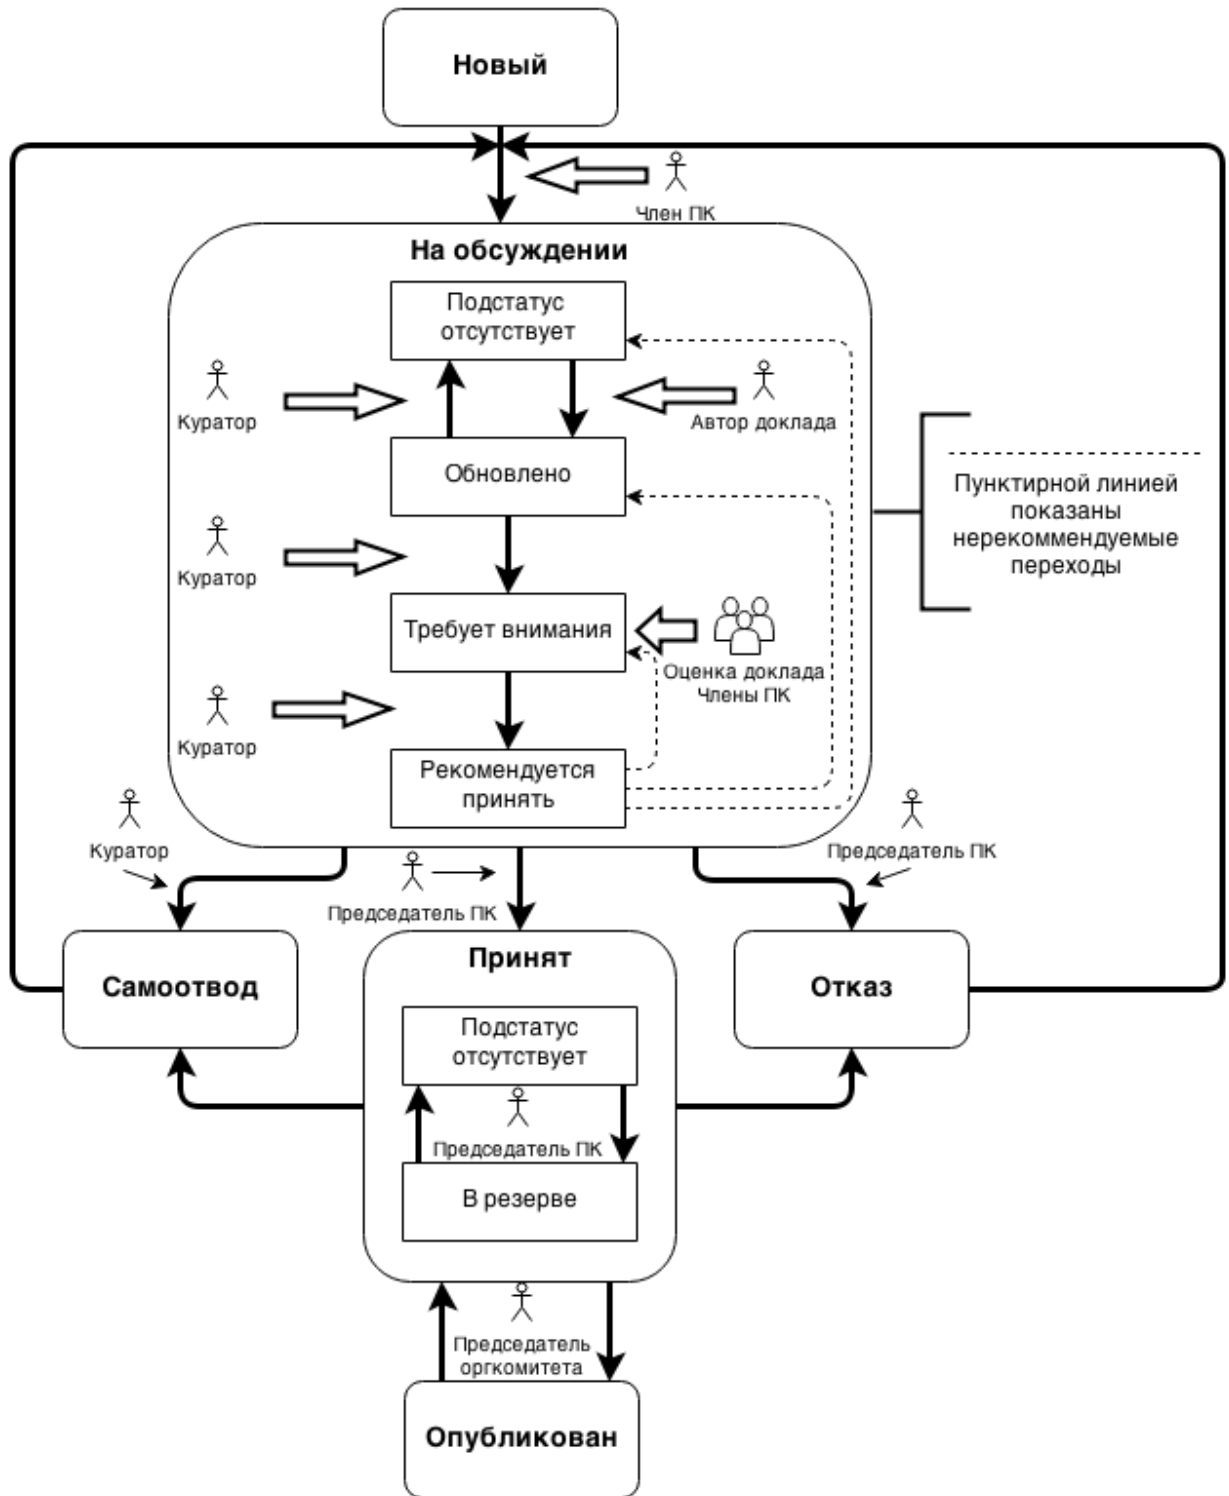 Новый
Член ПК
На обсуждении
Подстатус
отсутствует
Куратор
Автор доклада
Обновлено
Пунктирной линией
показаны
нерекоммендуемые
переходы
Куратор
Требует внимания
Оценка доклада
Члены ПК
Куратор
Рекомендуется
принять
Куратор
Председатель ПК
Председатель ПК
Самоотвод
Принят
Отказ
Подстатус
отсутствует
Председатель ПК
В резерве
Председатель
оргкомитета
Опубликован